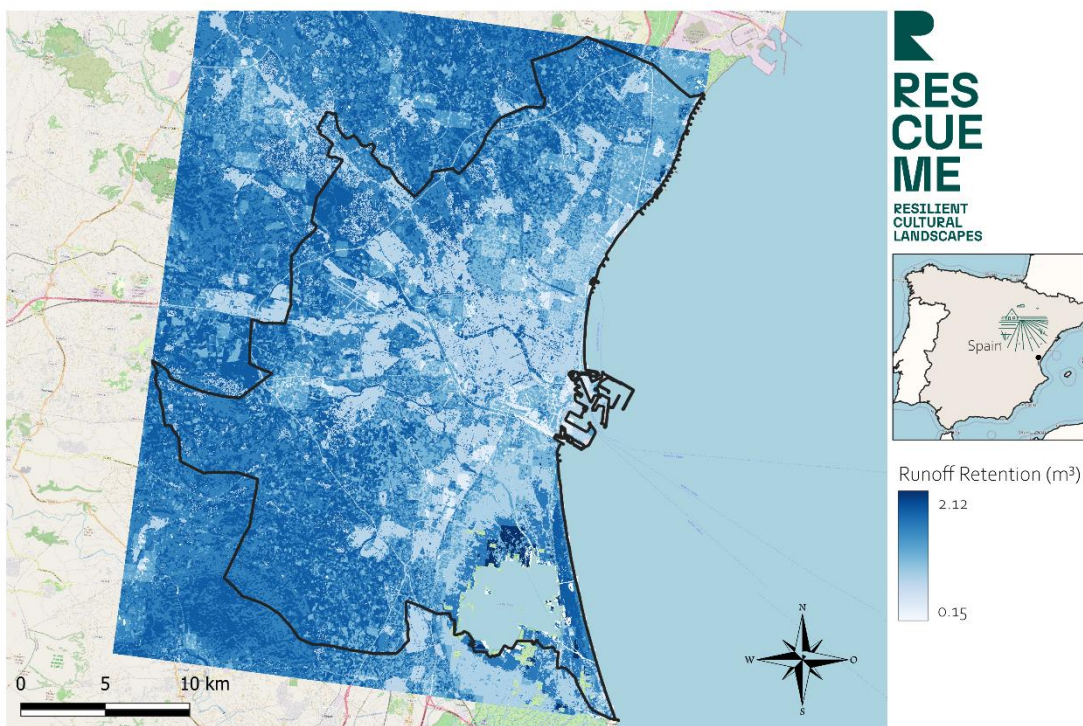 RES
CUE
ME
RESILIENT
CULTURAL
LANDSCAPES
Spain
Runoff Retention (m³)
2.12
0.15
N
W
O
S
0 5 10 km